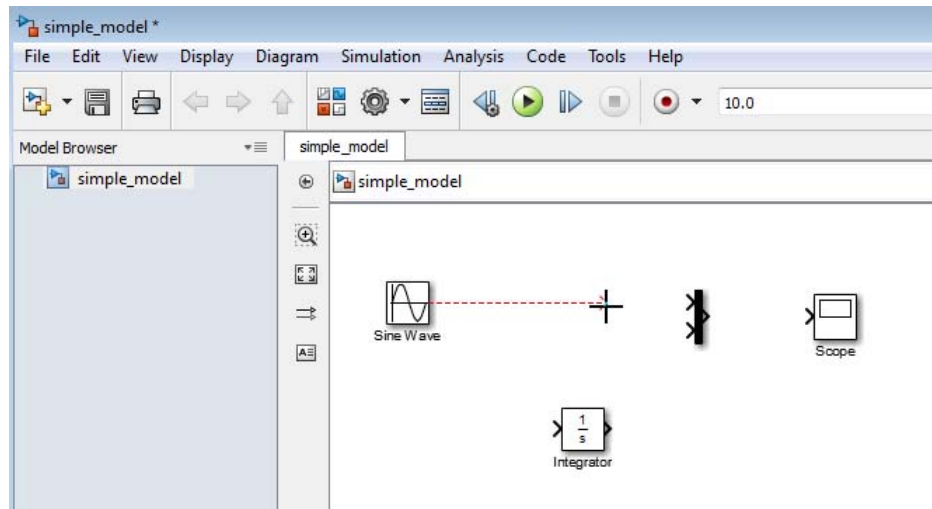 simple_model *
File Edit View Display Diagram Simulation Analysis Code Tools Help
10.0
Model Browser
simple_model
simple_model
simple_model
A
Sine Wave
Scope
1
s
Integrator